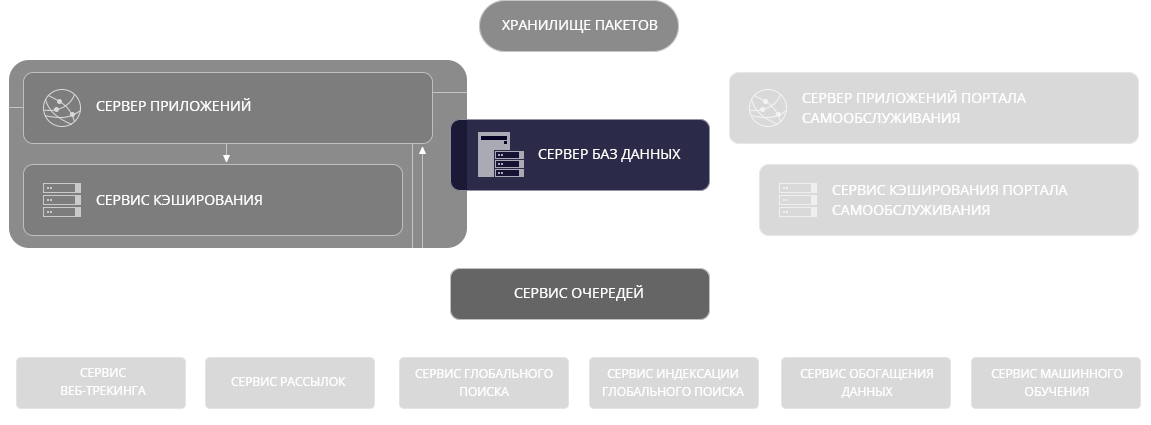 ХРАНИЛИЩЕ ПАКЕТОВ
СЕРВЕР ПРИЛОЖЕНИЙ
СЕРВИС КЭШИРОВАНИЯ
СЕРВЕР БАЗ ДАННЫХ
СЕРВЕР ПРИЛОЖЕНИЙ ПОРТАЛА
САМООБСЛУЖИВАНИЯ
СЕРВИС КЭШИРОВАНИЯ ПОРТАЛА
САМООБСЛУЖИВАНИЯ
СЕРВИС ОЧЕРЕДЕЙ
СЕРВИС
ВЕБ-ТРЕКИНГА
СЕРВИС РАССЫЛОК
СЕРВИС ГЛОБАЛЬНОГО
ПОИСКА
СЕРВИС ИНДЕКСАЦИИ
ГЛОБАЛЬНОГО ПОИСКА
СЕРВИС ОБОГАЩЕНИЯ
ДАННЫХ
СЕРВИС МАШИННОГО
ОБУЧЕНИЯ